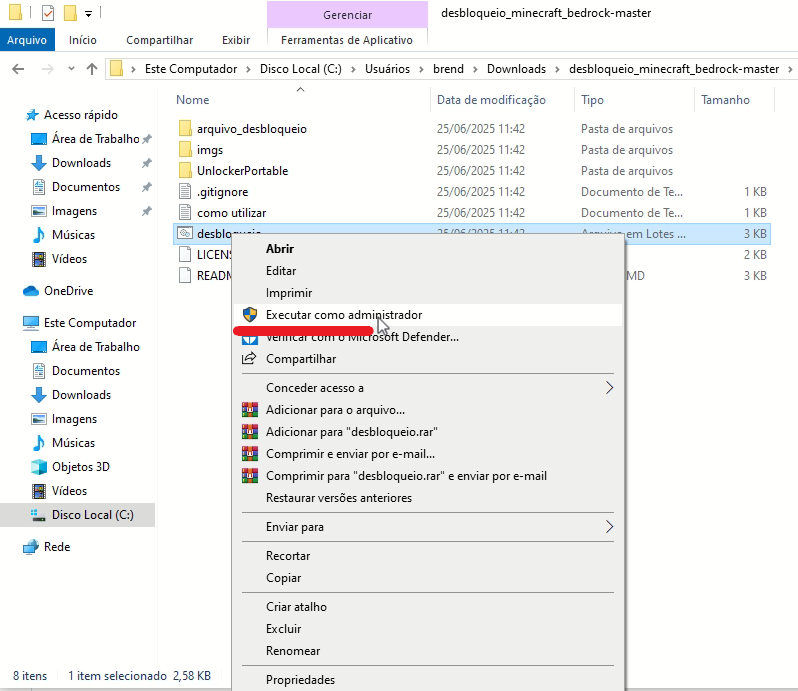 Gerenciar
desbloqueio_minecraft_bedrock-master
Arquivo Início Compartilhar Exibir Ferramentas de Aplicativo
Este Computador Disco Local (C:) Usuários brend Downloads desbloqueio_minecraft_bedrock-master
Nome Data de modificação Tipo Tamanho
Acesso rápido
Área de Trabalho
Downloads
Documentos
Imagens
Músicas
Vídeos
OneDrive
Este Computador
Área de Trabalho
Documentos
Downloads
Imagens
Músicas
Objetos 3D
Vídeos
Disco Local (C:)
Rede
arquivo_desbloqueio 25/06/2025 11:42 Pasta de arquivos
imgs 25/06/2025 11:42 Pasta de arquivos
UnlockerPortable 25/06/2025 11:42 Pasta de arquivos
.gitignore 25/06/2025 11:42 Documento de Te... 1 KB
como utilizar 25/06/2025 11:42 Documento de Te... 1 KB
desbloqueio 25/06/2025 11:42 Arquivo em Lotes ... 3 KB
LICENS 2 KB
READM MD 3 KB
Abrir
Editar
Imprimir
Executar como administrador
Verificar com o Microsoft Defender...
Compartilhar
Conceder acesso a
Adicionar para o arquivo...
Adicionar para "desbloqueio.rar"
Comprimir e enviar por e-mail...
Comprimir para "desbloqueio.rar" e enviar por e-mail
Restaurar versões anteriores
Enviar para
Recortar
Copiar
Criar atalho
Excluir
Renomear
Propriedades
8 itens 1 item selecionado 2,58 KB